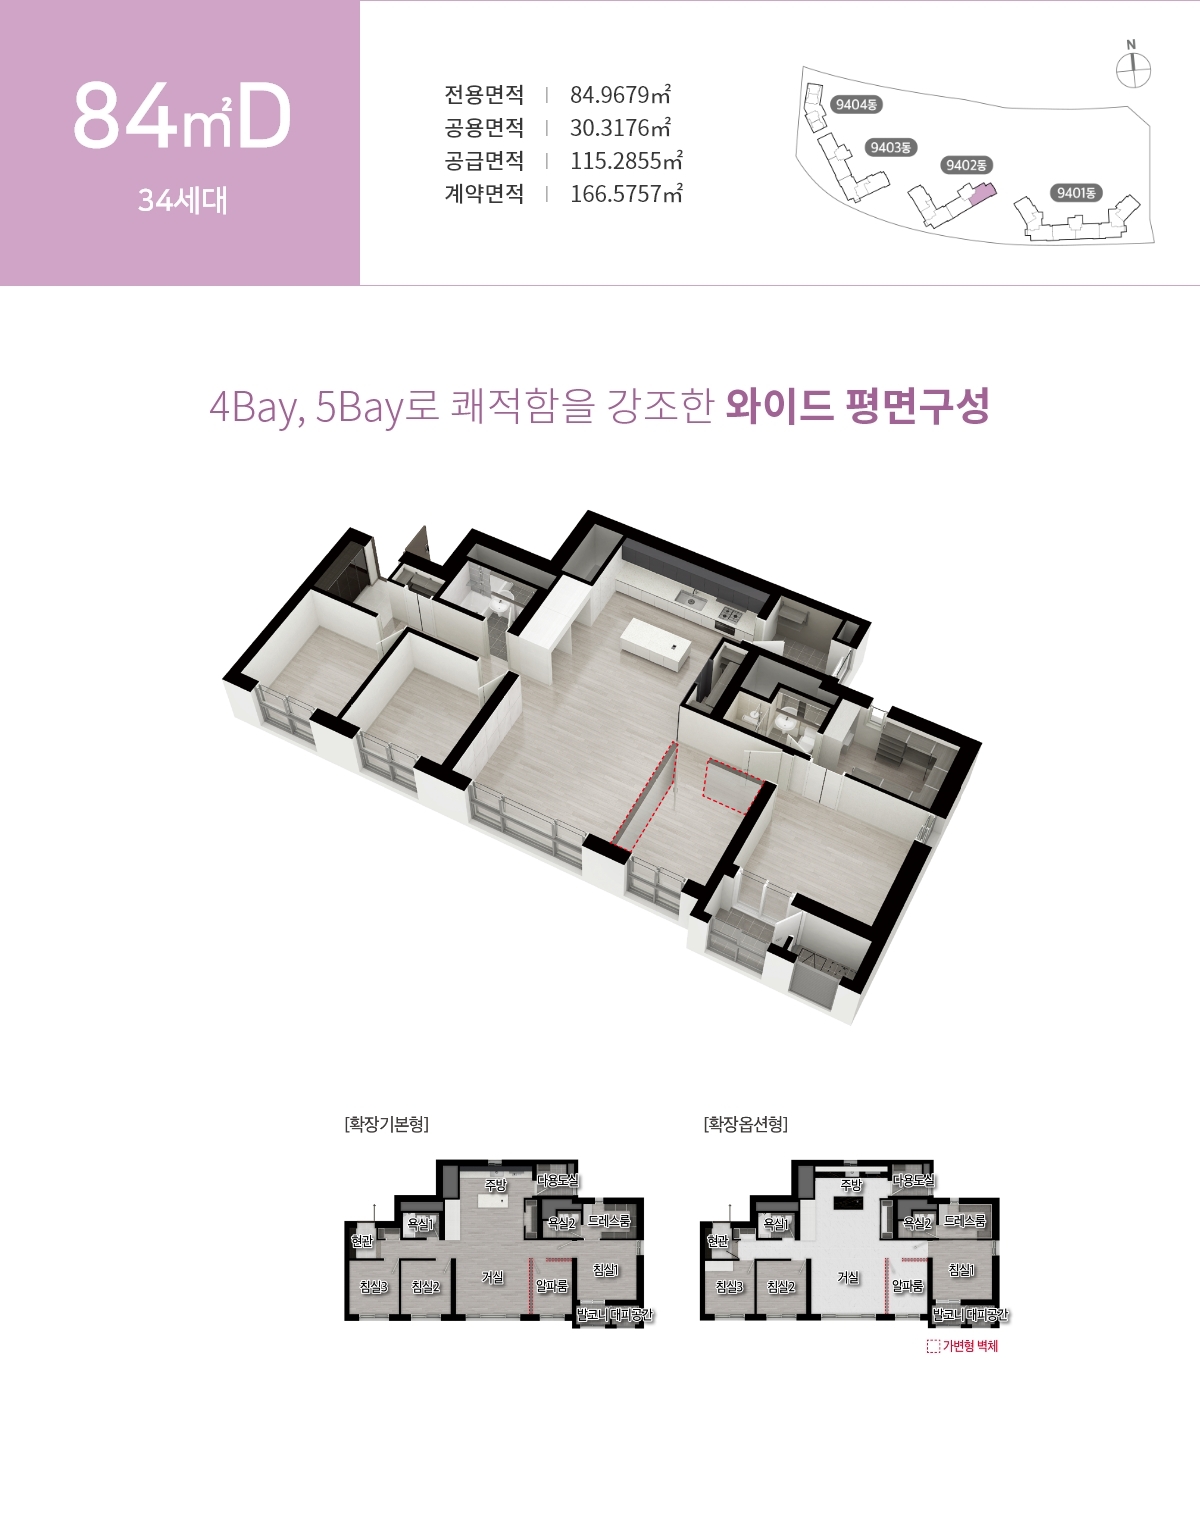 84㎡D
34세대
전용면적 | 84.9679㎡
공용면적 | 30.3176㎡
공급면적 | 115.2855㎡
계약면적 | 166.5757㎡
N
9404동
9403동
9402동
9401동
4Bay, 5Bay로 쾌적함을 강조한 와이드 평면구성
[확장기본형]
주방
다용도실
욕실1
욕실2
드레스룸
현관
침실3
침실2
거실
알파룸
침실1
발코니 대피공간
[확장옵션형]
주방
다용도실
욕실1
욕실2
드레스룸
현관
침실3
침실2
거실
알파룸
침실1
발코니 대피공간
가변형 벽체